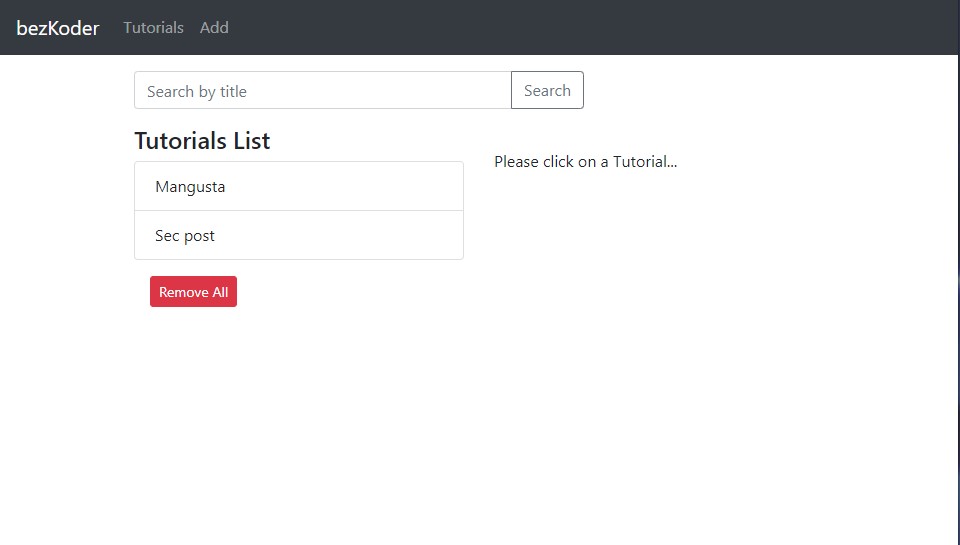 bezKoder Tutorials Add
Search by title Search
Tutorials List
Please click on a Tutorial...
Mangusta
Sec post
Remove All